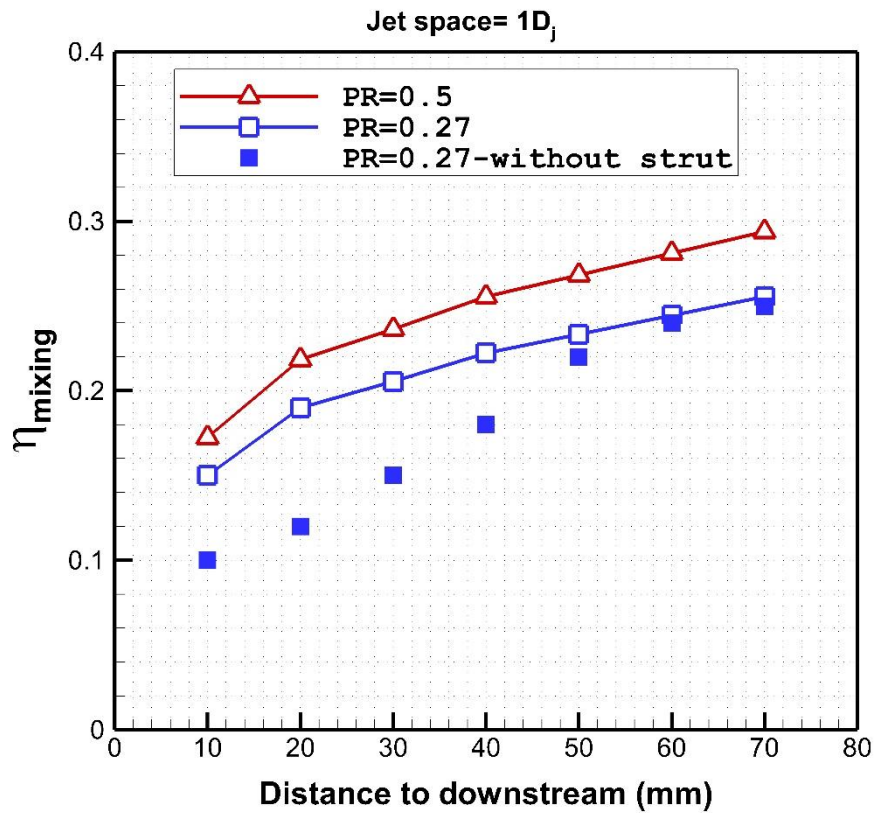 Jet space= 1Dj
0.4
PR=0.5
PR=0.27
PR=0.27-without strut
0.3
0.2
0.1
0
ηmixing
0 10 20 30 40 50 60 70 80
Distance to downstream (mm)